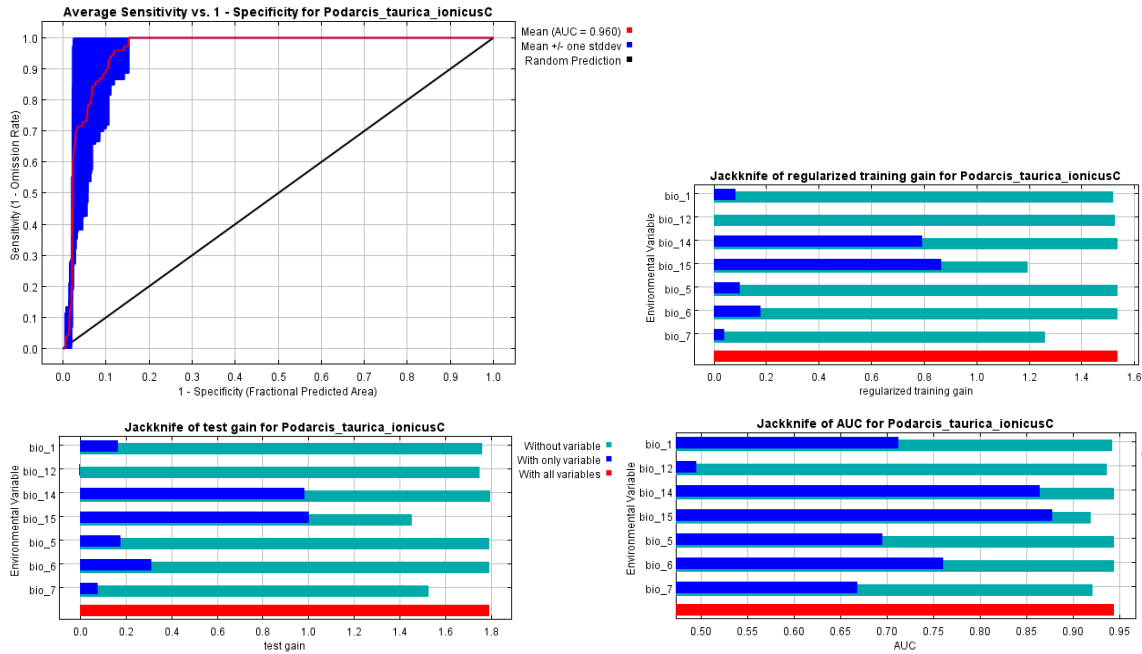 Average Sensitivity vs. 1 - Specificity for Podarcis_taurica_ionicusC
Mean (AUC = 0.960)
Mean +/- one stddev
Random Prediction
Sensitivity (1 - Omission Rate)
1.0
0.9
0.8
0.7
0.6
0.5
0.4
0.3
0.2
0.1
0.0
0.0 0.1 0.2 0.3 0.4 0.5 0.6 0.7 0.8 0.9 1.0
1 - Specificity (Fractional Predicted Area)
Jackknife of regularized training gain for Podarcis_taurica_ionicusC
Environmental Variable
bio_1
bio_12
bio_14
bio_15
bio_5
bio_6
bio_7
0.0 0.2 0.4 0.6 0.8 1.0 1.2 1.4 1.6
regularized training gain
Jackknife of test gain for Podarcis_taurica_ionicusC
Without variable
With only variable
With all variables
Environmental Variable
bio_1
bio_12
bio_14
bio_15
bio_5
bio_6
bio_7
0.0 0.2 0.4 0.6 0.8 1.0 1.2 1.4 1.6 1.8
test gain
Jackknife of AUC for Podarcis_taurica_ionicusC
Environmental Variable
bio_1
bio_12
bio_14
bio_15
bio_5
bio_6
bio_7
0.50 0.55 0.60 0.65 0.70 0.75 0.80 0.85 0.90 0.95
AUC